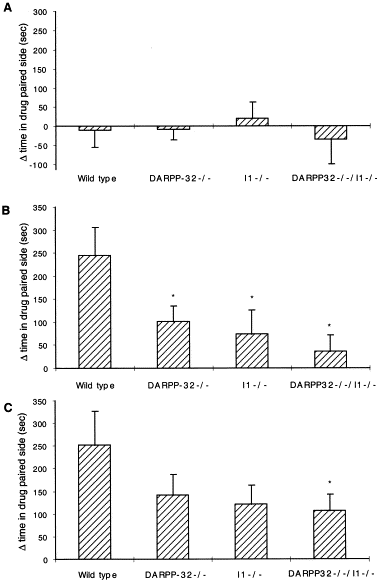 A
Δ time in drug paired side (sec)
300
250
200
150
100
50
0
-50
-100
Wild type DARPP-32-/- I1-/- DARPP32-/-/I1-/-
B
Δ time in drug paired side (sec)
350
300
250
200
150
100
50
0
* * *
Wild type DARPP-32-/- I1-/- DARPP32-/-/I1-/-
C
Δ time in drug paired side (sec)
350
300
250
200
150
100
50
0
*
Wild type DARPP32-/- I1-/- DARPP32-/-/I1-/-